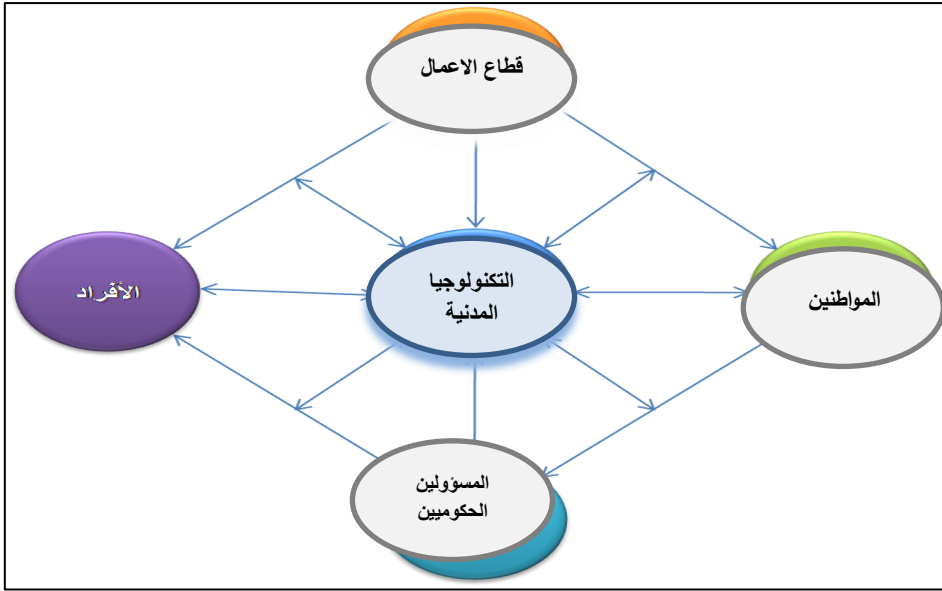 قطاع الاعمال
المواطنين
التكنولوجيا
المدنية
الأفراد
المسؤولين
الحكوميين